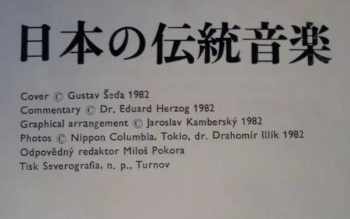 日本の伝統音楽
Cover © Gustav Šeďa 1982
Commentary © Dr, Eduard Herzog 1982
Graphical arrangement © Jaroslav Kamberský 1982
Photos © Nippon Columbia, Tokio, dr. Drahomír Illík 1982
Odpovědný redaktor Miloš Pokora
Tisk Severografia, n. p., Turnov